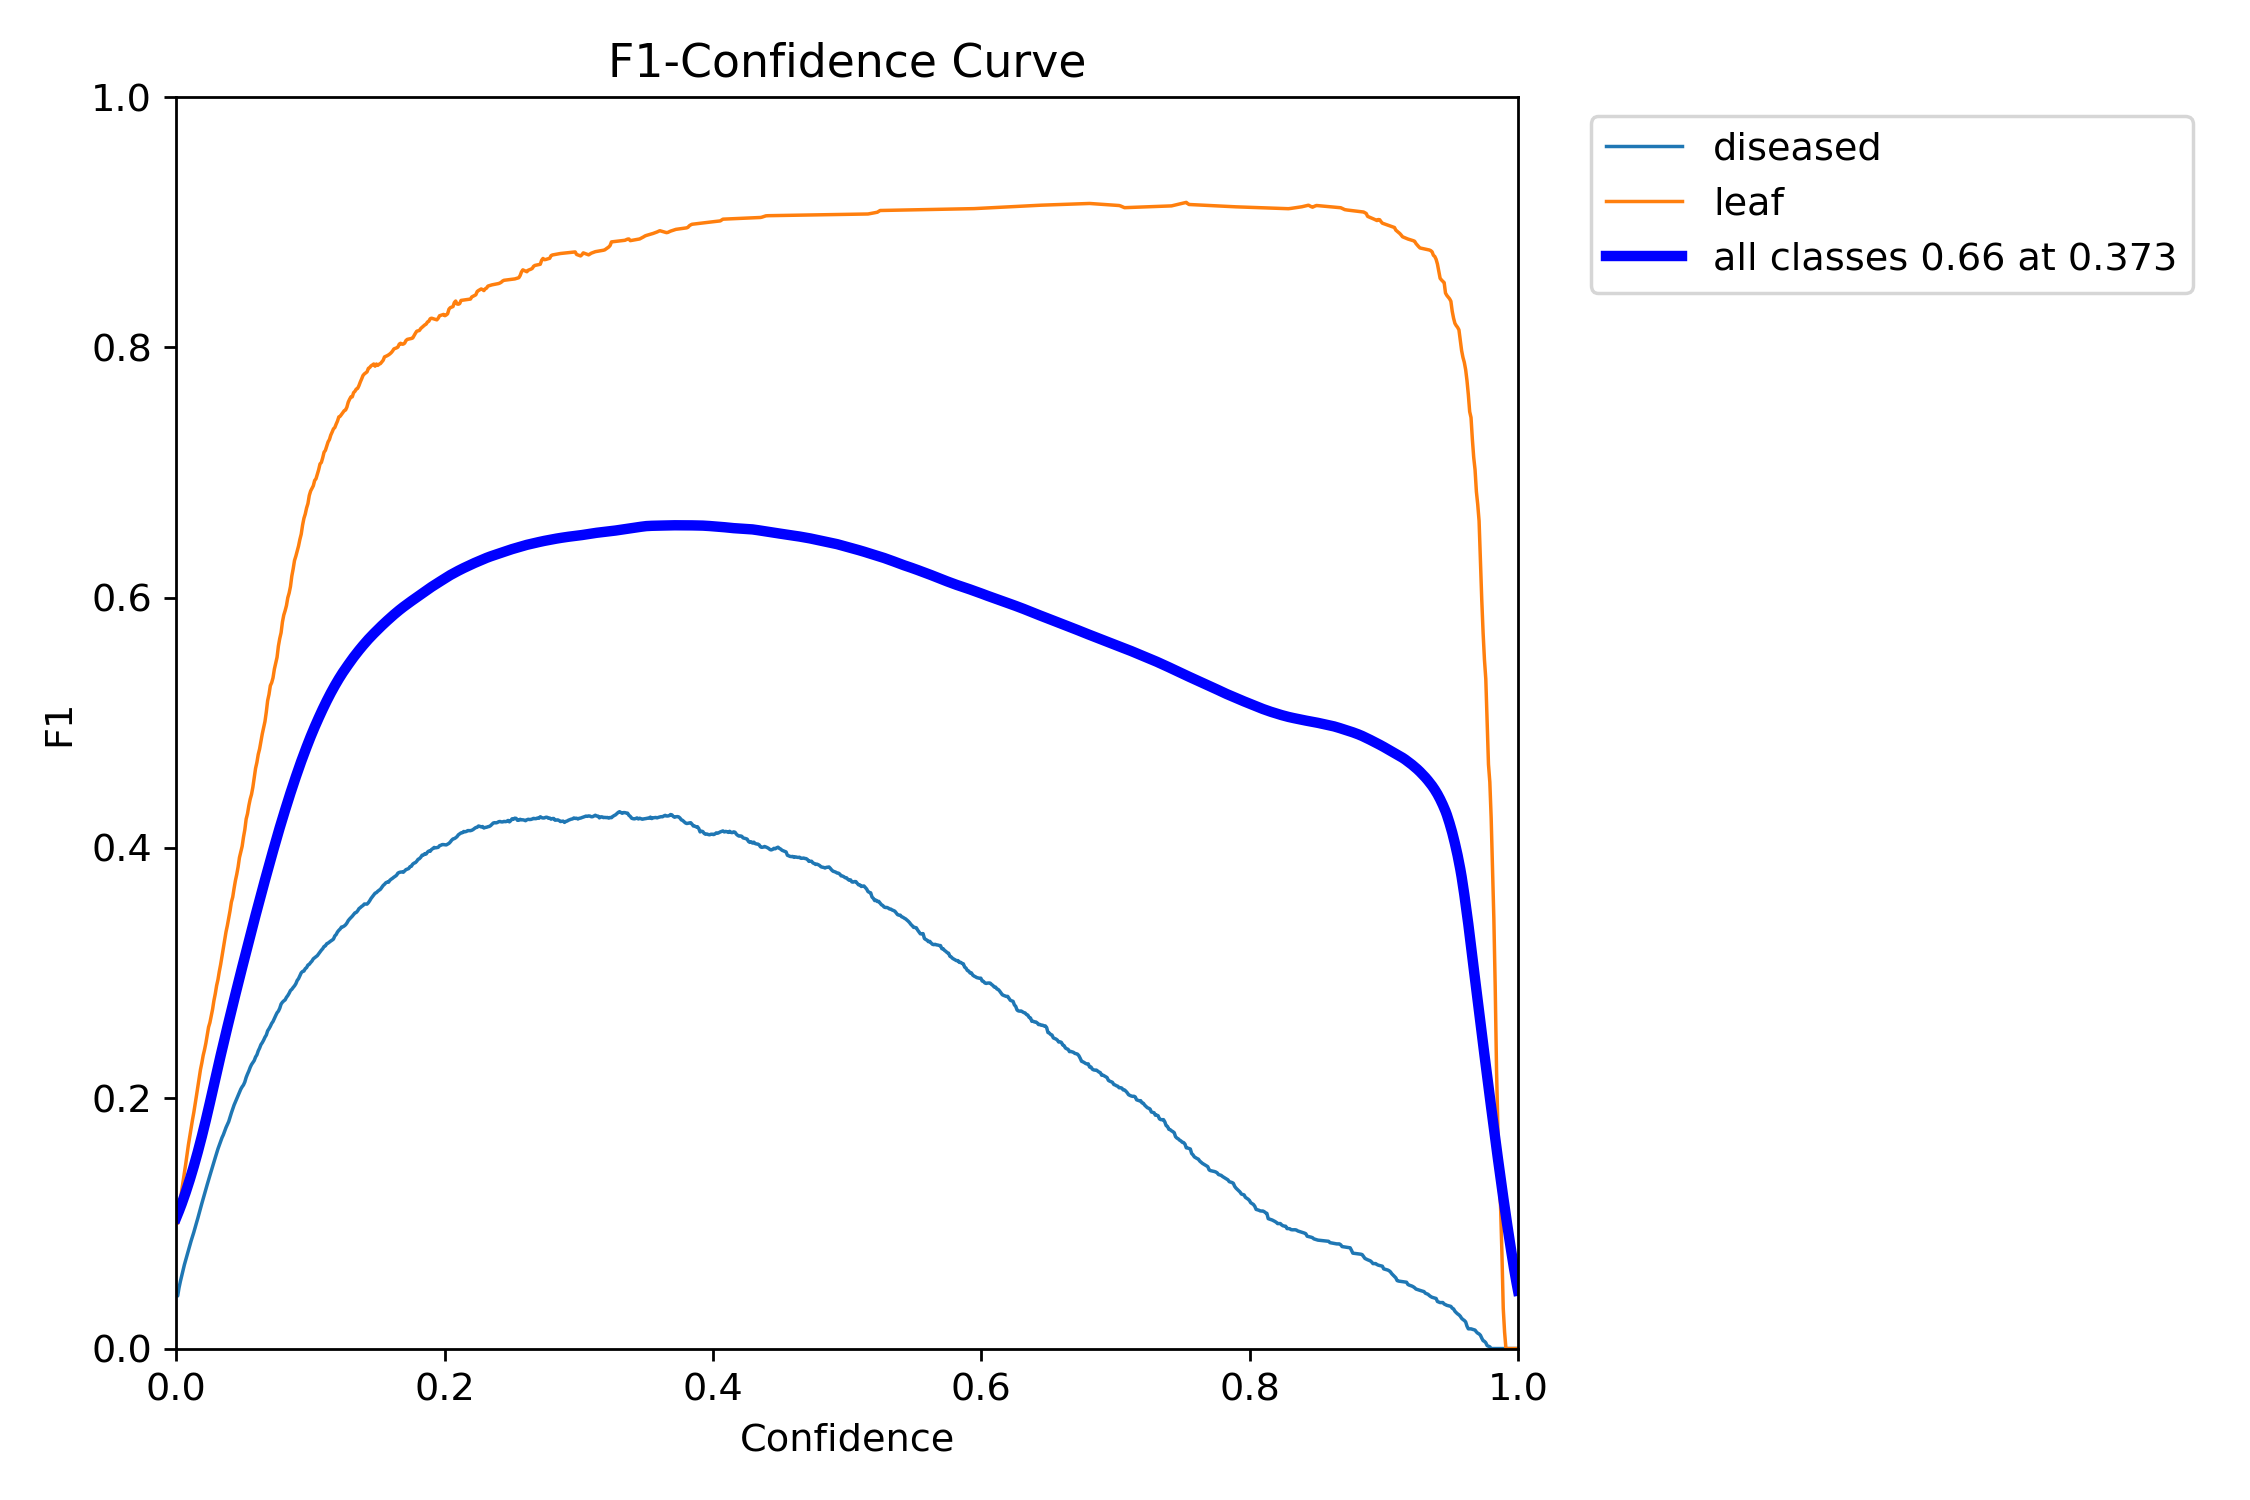 F1-Confidence Curve
1.0
0.8
0.6
0.4
0.2
0.0
F1
0.0 0.2 0.4 0.6 0.8 1.0
Confidence
diseased
leaf
all classes 0.66 at 0.373